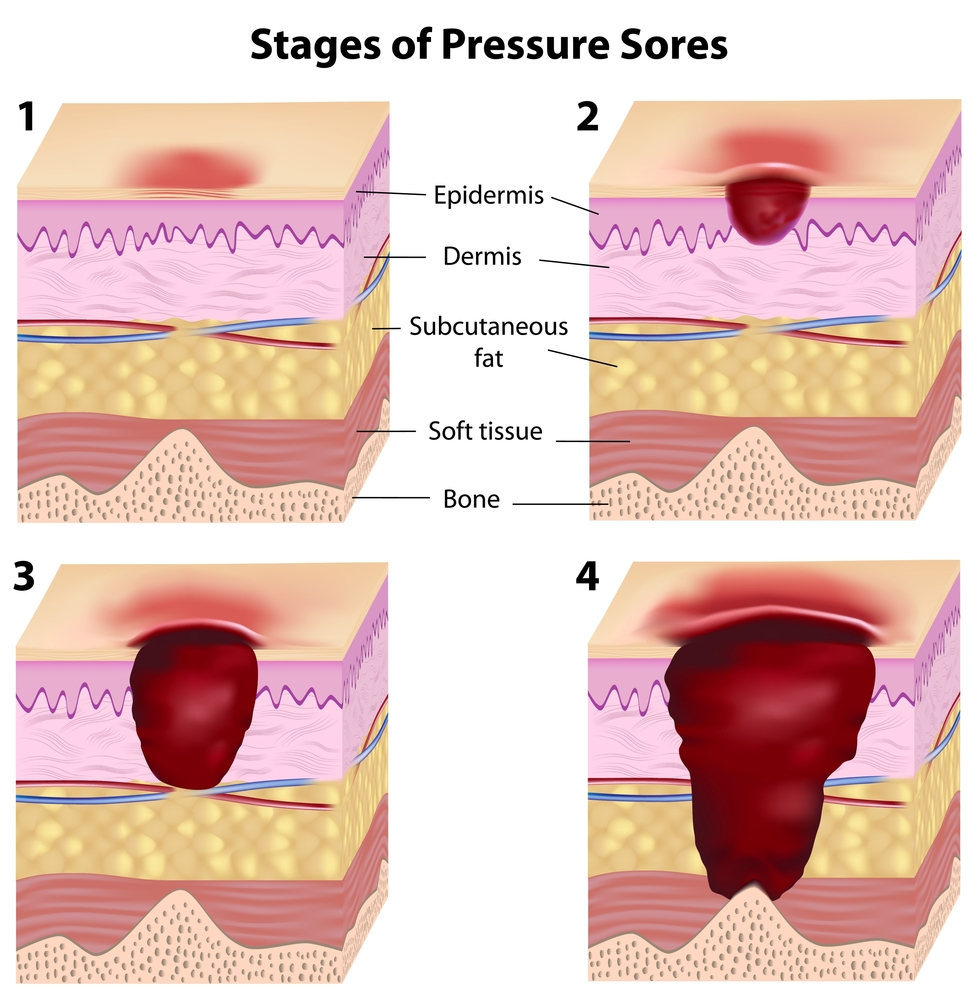 Stages of Pressure Sores
1
2
Epidermis
Dermis
Subcutaneous
fat
Soft tissue
Bone
3
4